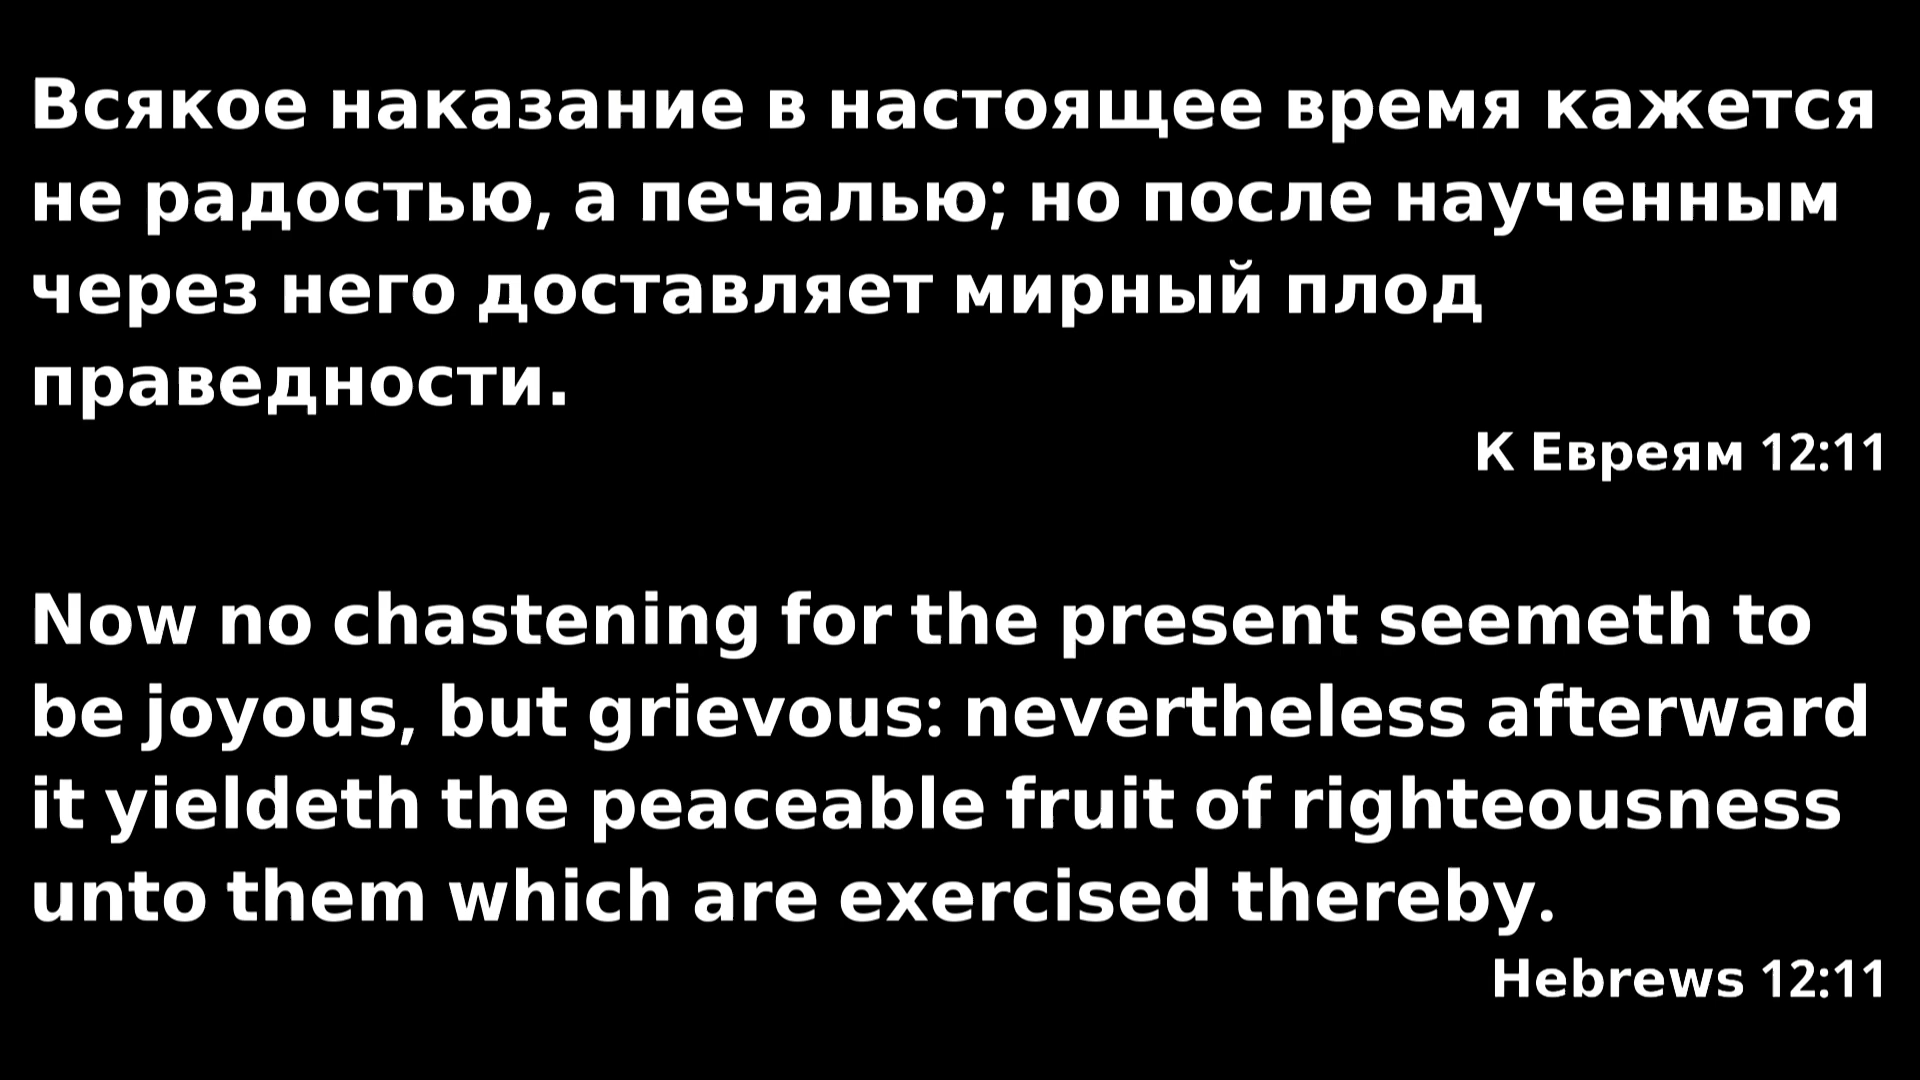 Всякое наказание в настоящее время кажется
не радостью, а печалью; но после наученным
через него доставляет мирный плод
праведности.
К Евреям 12:11
Now no chastening for the present seemeth to
be joyous, but grievous: nevertheless afterward
it yieldeth the peaceable fruit of righteousness
unto them which are exercised thereby.
Hebrews 12:11